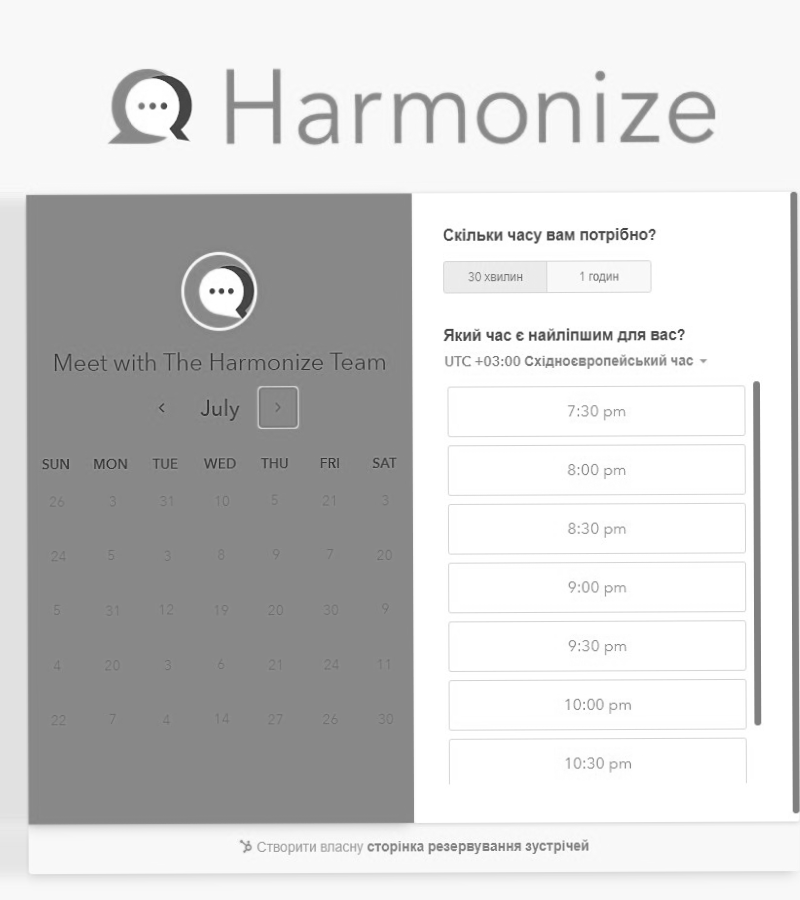 Harmonize
Meet with The Harmonize Team
July
SUN MON TUE WED THU FRI SAT
26 3 31 10 5 21 3
24 5 3 8 9 7 20
5 31 12 19 20 30 9
4 20 3 6 21 24 11
22 7 4 14 27 26 30
Скільки часу вам потрібно?
30 хвилин 1 годин
Який час є найліпшим для вас?
UTC +03:00 Східноєвропейський час
7:30 pm
8:00 pm
8:30 pm
9:00 pm
9:30 pm
10:00 pm
10:30 pm
Створити власну сторінка резервування зустрічей